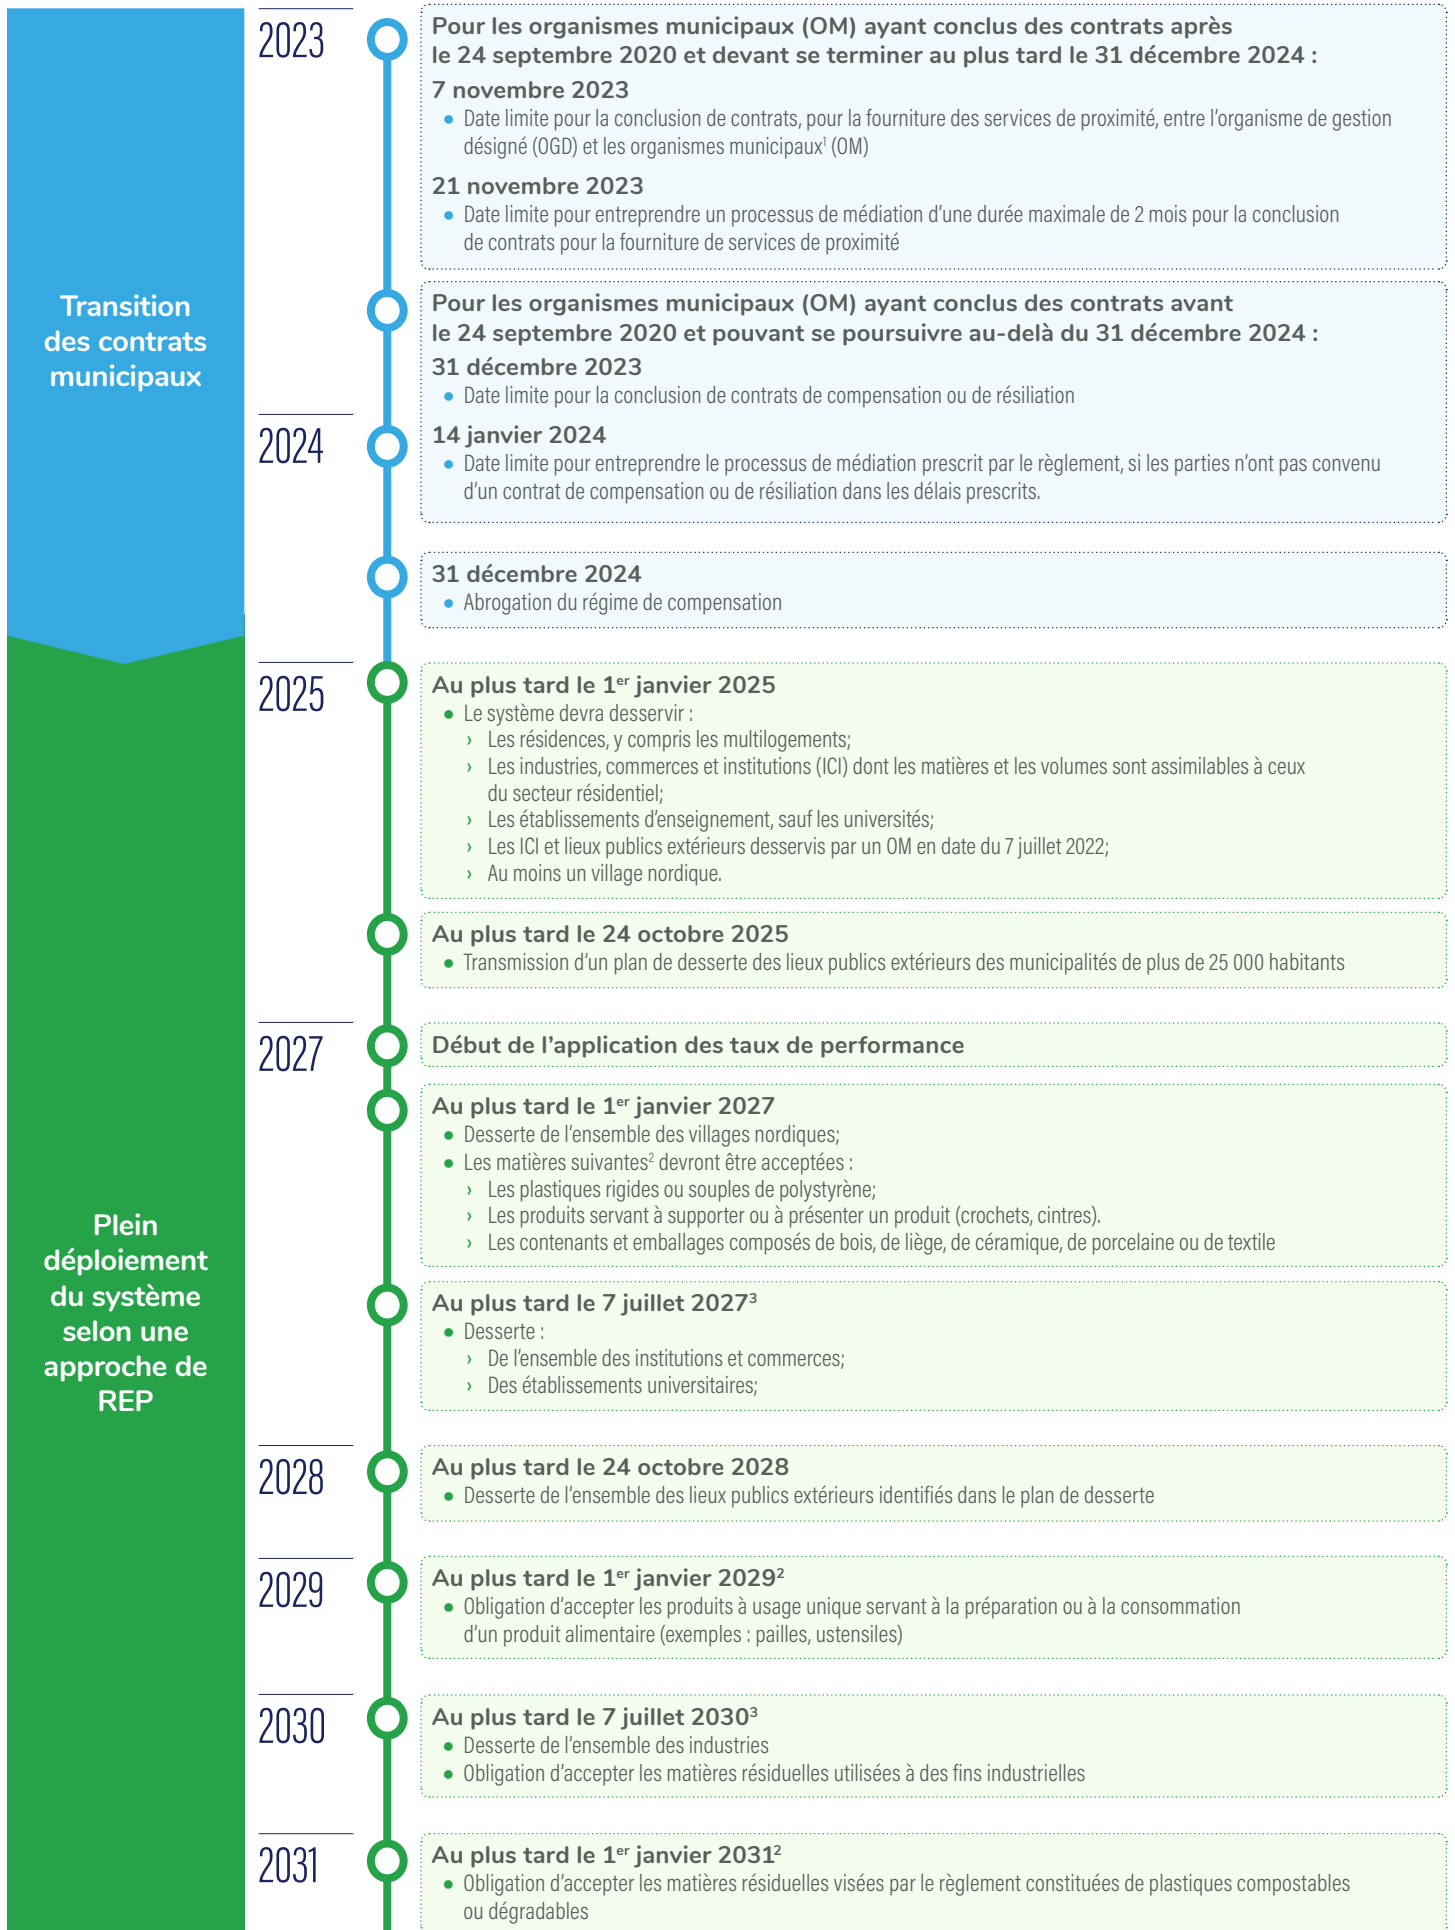 Transition
des contrats
municipaux
2023
Pour les organismes municipaux (OM) ayant conclus des contrats après
le 24 septembre 2020 et devant se terminer au plus tard le 31 décembre 2024 :
7 novembre 2023
● Date limite pour la conclusion de contrats, pour la fourniture des services de proximité, entre l’organisme de gestion
désigné (OGD) et les organismes municipaux¹ (OM)
21 novembre 2023
● Date limite pour entreprendre un processus de médiation d’une durée maximale de 2 mois pour la conclusion
de contrats pour la fourniture de services de proximité
Pour les organismes municipaux (OM) ayant conclus des contrats avant
le 24 septembre 2020 et pouvant se poursuivre au-delà du 31 décembre 2024 :
31 décembre 2023
● Date limite pour la conclusion de contrats de compensation ou de résiliation
2024
14 janvier 2024
● Date limite pour entreprendre le processus de médiation prescrit par le règlement, si les parties n’ont pas convenu
d’un contrat de compensation ou de résiliation dans les délais prescrits.
31 décembre 2024
● Abrogation du régime de compensation
Plein
déploiement
du système
selon une
approche de
REP
2025
Au plus tard le 1er janvier 2025
● Le système devra desservir :
› Les résidences, y compris les multilogements;
› Les industries, commerces et institutions (ICI) dont les matières et les volumes sont assimilables à ceux
du secteur résidentiel;
› Les établissements d’enseignement, sauf les universités;
› Les ICI et lieux publics extérieurs desservis par un OM en date du 7 juillet 2022;
› Au moins un village nordique.
Au plus tard le 24 octobre 2025
● Transmission d’un plan de desserte des lieux publics extérieurs des municipalités de plus de 25 000 habitants
2027
Début de l’application des taux de performance
Au plus tard le 1er janvier 2027
● Desserte de l’ensemble des villages nordiques;
● Les matières suivantes² devront être acceptées :
› Les plastiques rigides ou souples de polystyrène;
› Les produits servant à supporter ou à présenter un produit (crochets, cintres).
› Les contenants et emballages composés de bois, de liège, de céramique, de porcelaine ou de textile
Au plus tard le 7 juillet 2027³
● Desserte :
› De l’ensemble des institutions et commerces;
› Des établissements universitaires;
2028
Au plus tard le 24 octobre 2028
● Desserte de l’ensemble des lieux publics extérieurs identifiés dans le plan de desserte
2029
Au plus tard le 1er janvier 2029²
● Obligation d’accepter les produits à usage unique servant à la préparation ou à la consommation
d’un produit alimentaire (exemples : pailles, ustensiles)
2030
Au plus tard le 7 juillet 2030³
● Desserte de l’ensemble des industries
● Obligation d’accepter les matières résiduelles utilisées à des fins industrielles
2031
Au plus tard le 1er janvier 2031²
● Obligation d’accepter les matières résiduelles visées par le règlement constituées de plastiques compostables
ou dégradables